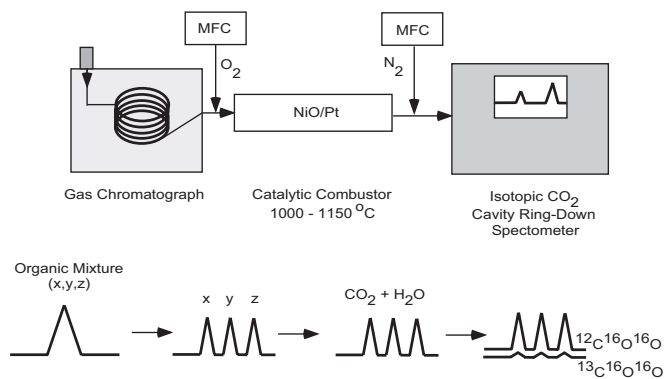 MFC
MFC
O2
N2
NiO/Pt
Gas Chromatograph
Catalytic Combustor
1000 - 1150 °C
Isotopic CO2
Cavity Ring-Down
Spectometer
Organic Mixture
(x,y,z)
x y z
CO2 + H2O
12C16O16O
13C16O16O